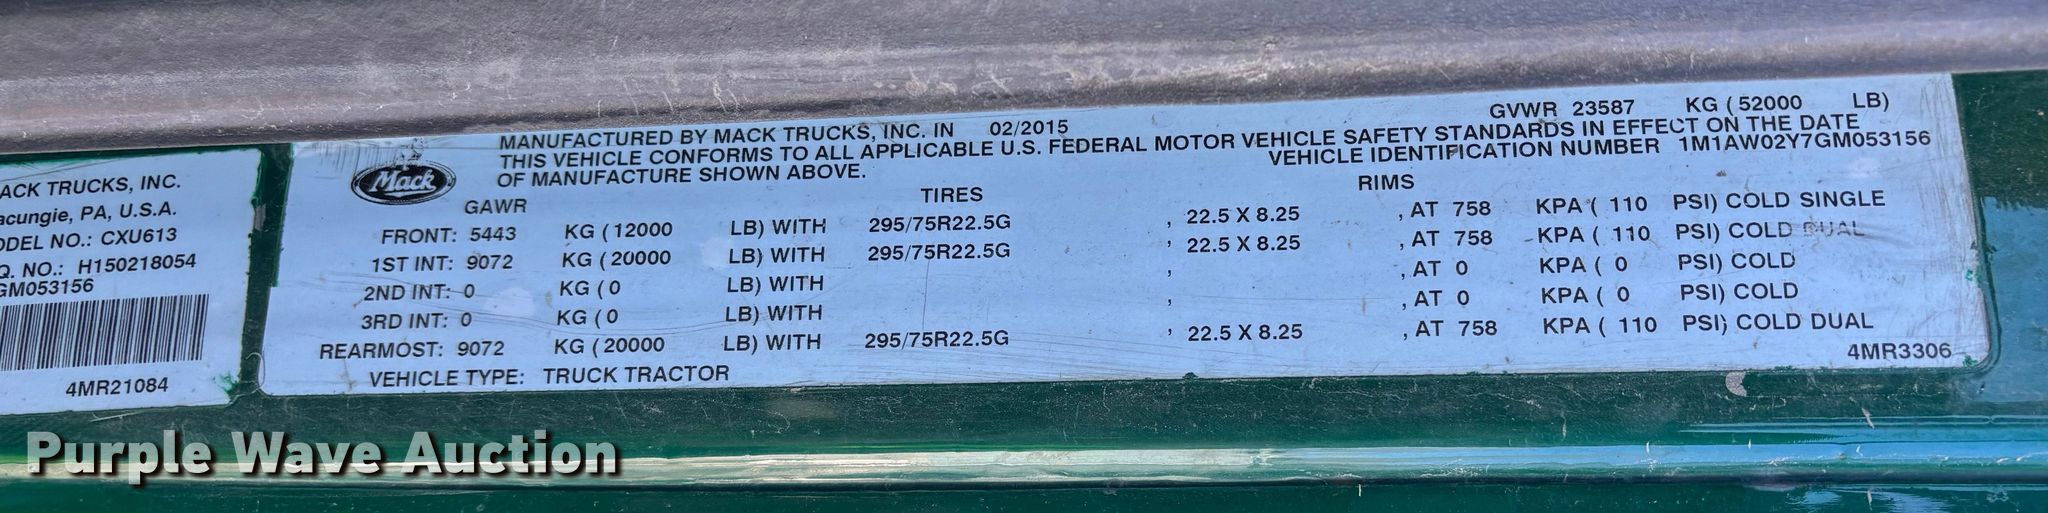 ACK TRUCKS, INC.
acungie, PA, U.S.A.
ODEL NO.: CXU613
Q. NO.: H150218054
GM053156
4MR21084
Mack
MANUFACTURED BY MACK TRUCKS, INC. IN 02/2015 GVWR 23587 KG ( 52000 LB)
THIS VEHICLE CONFORMS TO ALL APPLICABLE U.S. FEDERAL MOTOR VEHICLE SAFETY STANDARDS IN EFFECT ON THE DATE
OF MANUFACTURE SHOWN ABOVE. VEHICLE IDENTIFICATION NUMBER 1M1AW02Y7GM053156
GAWR TIRES RIMS
FRONT: 5443 KG ( 12000 LB) WITH 295/75R22.5G , 22.5 X 8.25 , AT 758 KPA ( 110 PSI) COLD SINGLE
1ST INT: 9072 KG ( 20000 LB) WITH 295/75R22.5G , 22.5 X 8.25 , AT 758 KPA ( 110 PSI) COLD DUAL
2ND INT: 0 KG ( 0 LB) WITH , , AT 0 KPA ( 0 PSI) COLD
3RD INT: 0 KG ( 0 LB) WITH , , AT 0 KPA ( 0 PSI) COLD
REARMOST: 9072 KG ( 20000 LB) WITH 295/75R22.5G , 22.5 X 8.25 , AT 758 KPA ( 110 PSI) COLD DUAL
VEHICLE TYPE: TRUCK TRACTOR 4MR3306
Purple Wave Auction